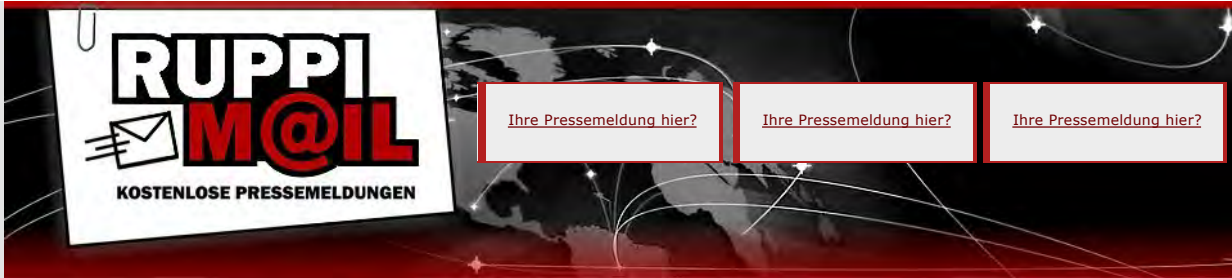 RUPPI
M@IL
KOSTENLOSE PRESSEMELDUNGEN
Ihre Pressemeldung hier?
Ihre Pressemeldung hier?
Ihre Pressemeldung hier?